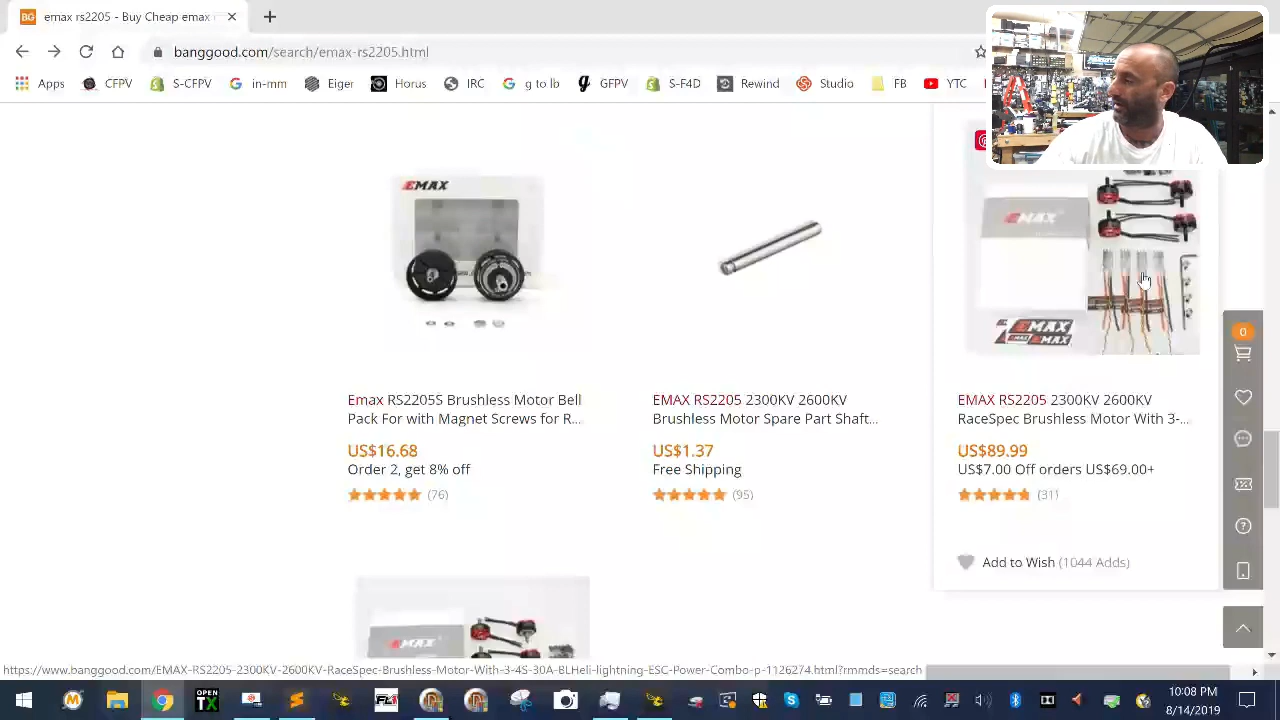 BG emax rs2205 - Buy Cheap emax
banggood.com/search/emax-rs2205.html
Apps CFPV S-CFPV in-mm IRC g lb GFPV S-F4D Rewind Studio FB YTC
EMAX
EMAX
EMAX
EMAX
Emax RS2205S Brushless Motor Bell
Pack For with Magnet Screws for R...
US$16.68
Order 2, get 8% off
(76)
EMAX RS2205 2300KV 2600KV
Brushless Motor Spare Part Shaft...
US$1.37
Free Shipping
(95)
EMAX RS2205 2300KV 2600KV
RaceSpec Brushless Motor With 3-...
US$89.99
US$7.00 Off orders US$69.00+
(31)
Add to Wish (1044 Adds)
0
EMAX
https://www.banggood.com/EMAX-RS2205-2300KV-2600KV-RaceSpec-Brushless-Motor-With-3-4S-30A-BLHeli-lightning-ESC-Power-Combo-p-1126274.html?rmmds=search
OPEN
TX
10:08 PM
8/14/2019